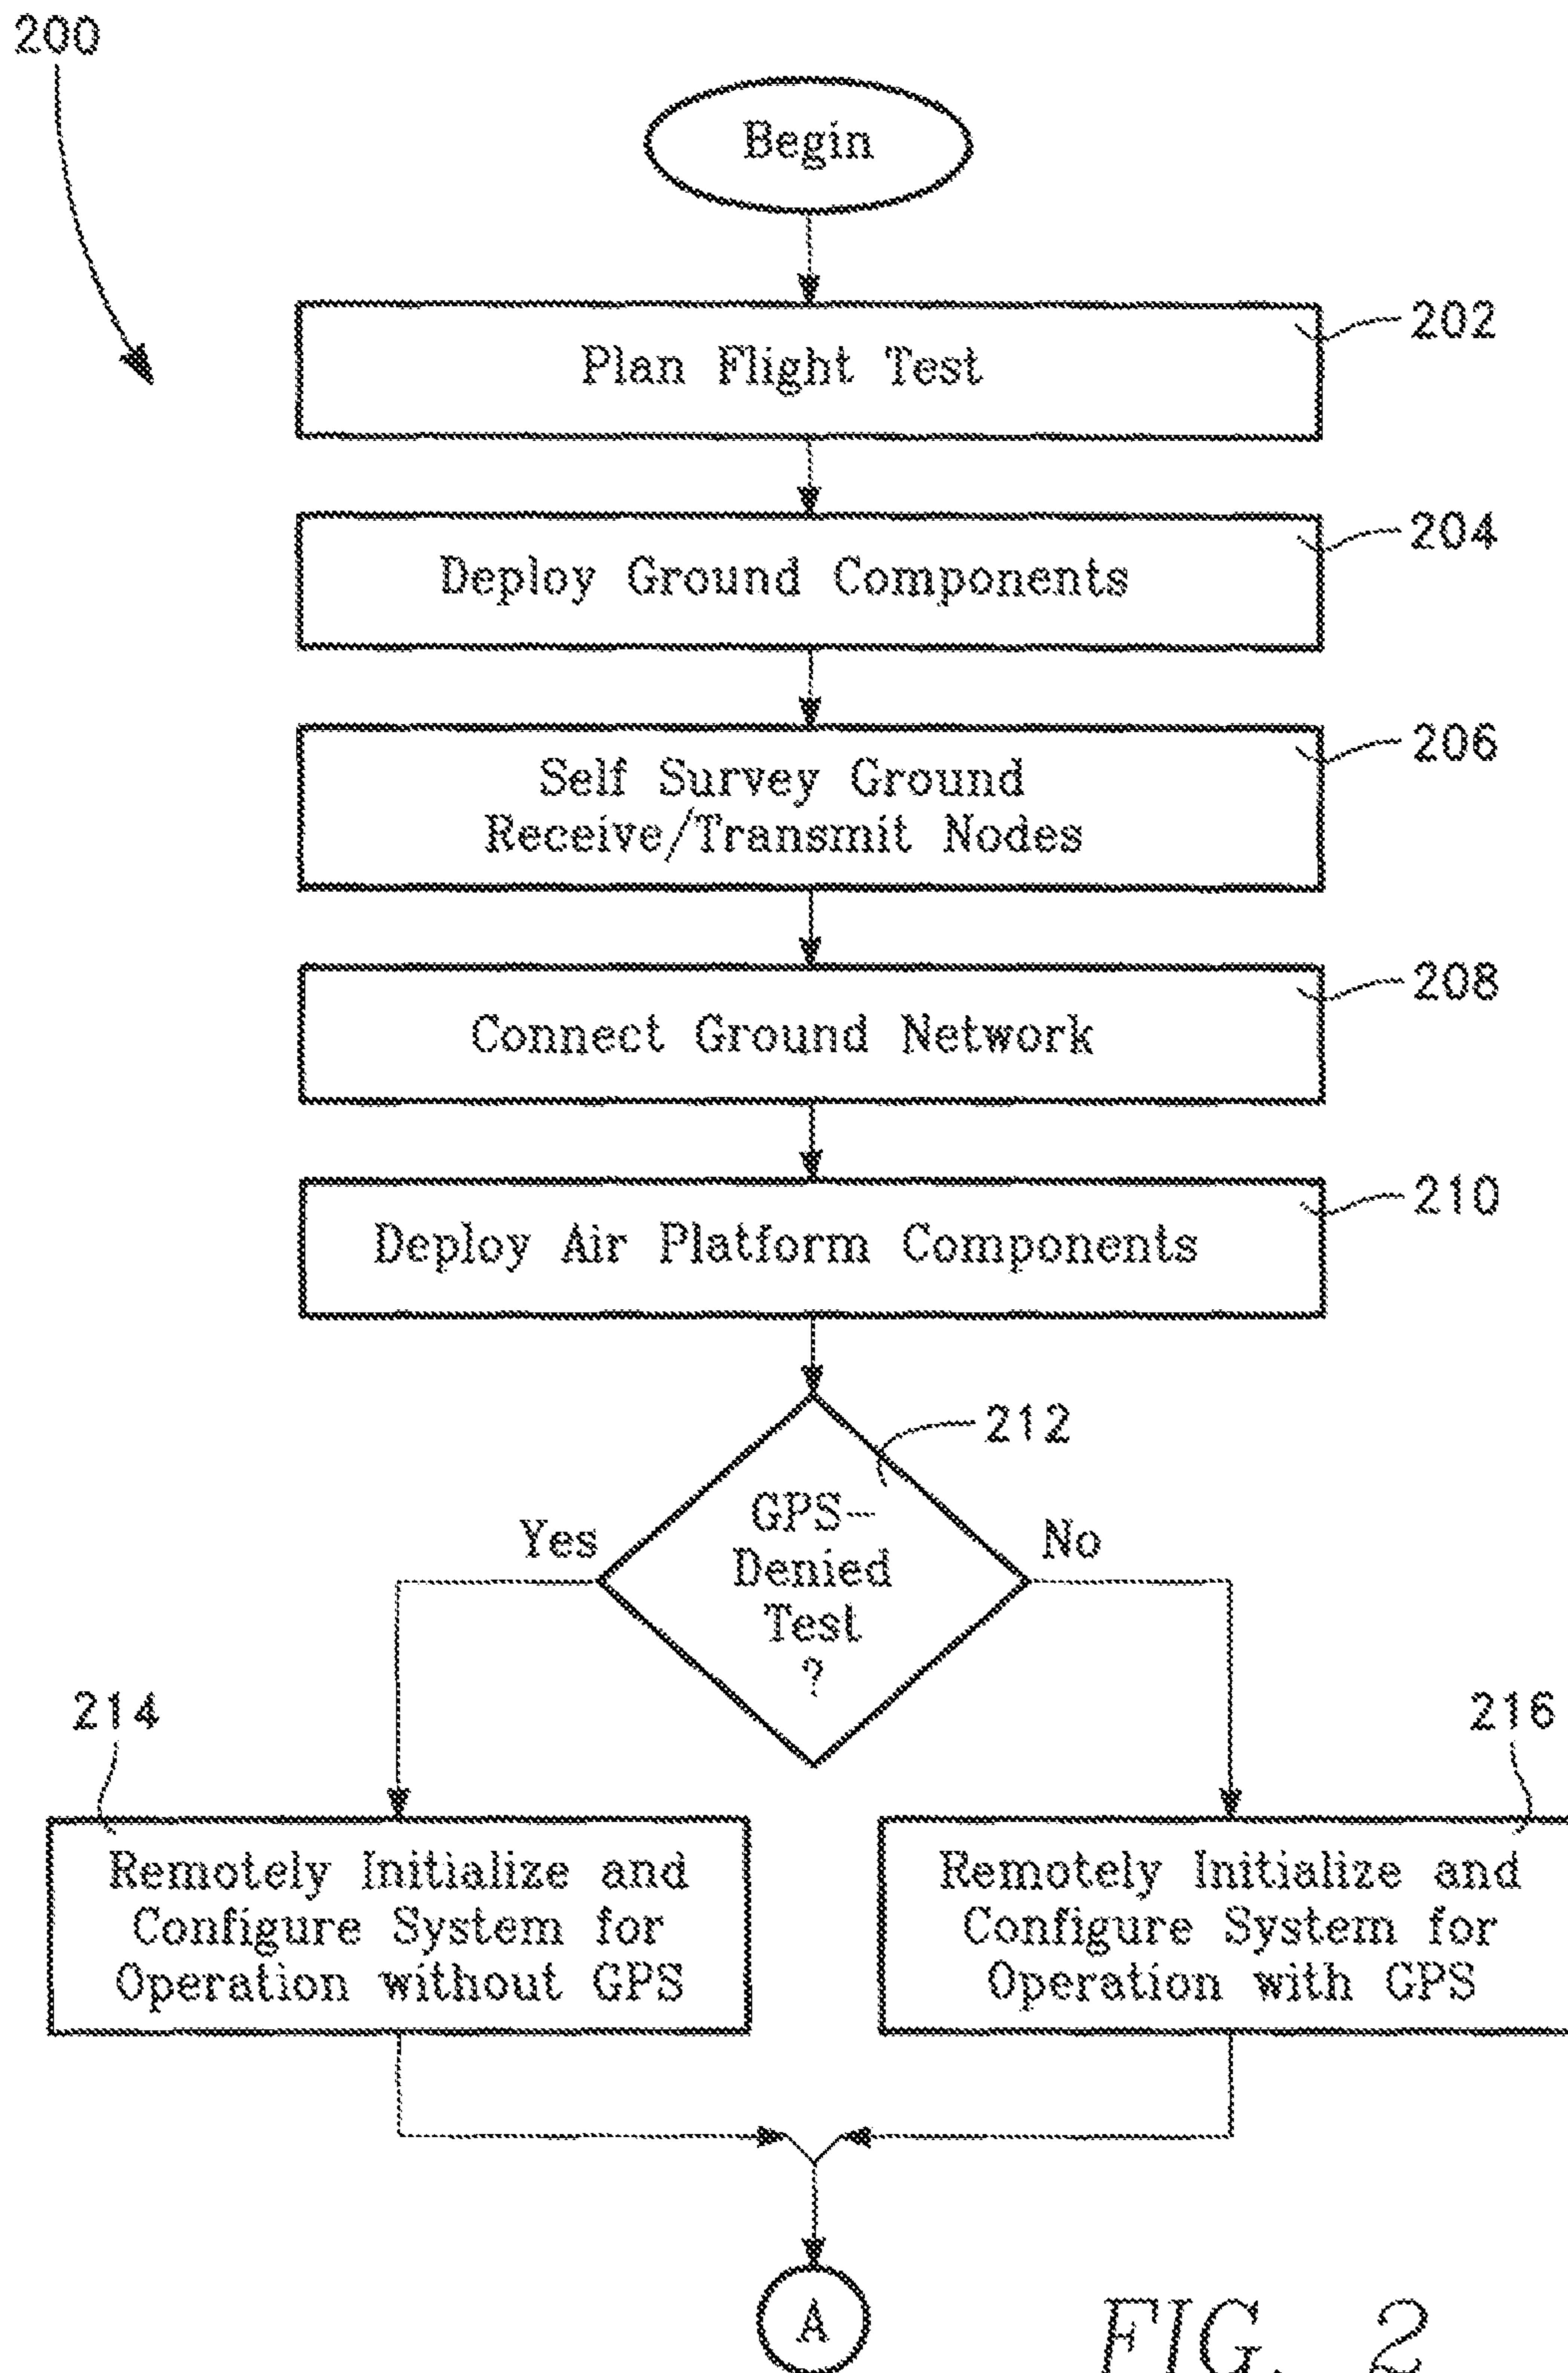 200
Begin
Plan Flight Test
202
Deploy Ground Components
204
Self Survey Ground
Receive/Transmit Nodes
206
Connect Ground Network
208
Deploy Air Platform Components
210
212
GPS-
Denied
Test
?
Yes
No
214
Remotely Initialize and
Configure System for
Operation without GPS
216
Remotely Initialize and
Configure System for
Operation with GPS
A
FIG. 2